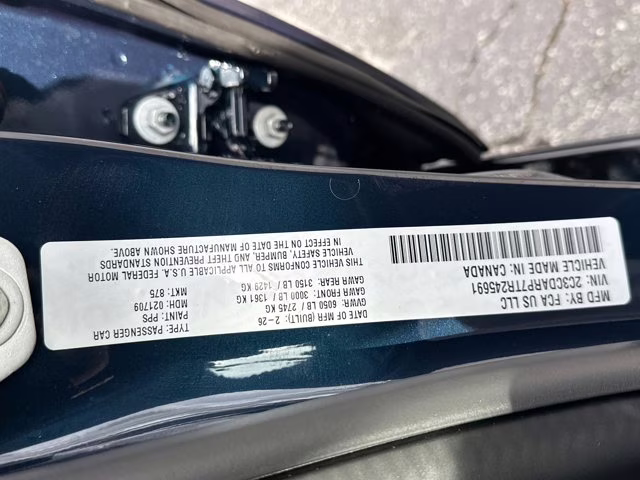 MFD BY: FCA US LLC
VIN: 2C3CDARP7TR245691
VEHICLE MADE IN: CANADA
DATE OF MFR (BUILT): 2-26
GVWR: 6050 LB / 2745 KG
GAWR FRONT: 3000 LB / 1361 KG
GAWR REAR: 3150 LB / 1429 KG
THIS VEHICLE CONFORMS TO ALL APPLICABLE U.S.A. FEDERAL MOTOR
VEHICLE SAFETY, BUMPER, AND THEFT PREVENTION STANDARDS
IN EFFECT ON THE DATE OF MANUFACTURE SHOWN ABOVE.
TYPE: PASSENGER CAR
PAINT: PPS
MDH: 021709
MKT: 875